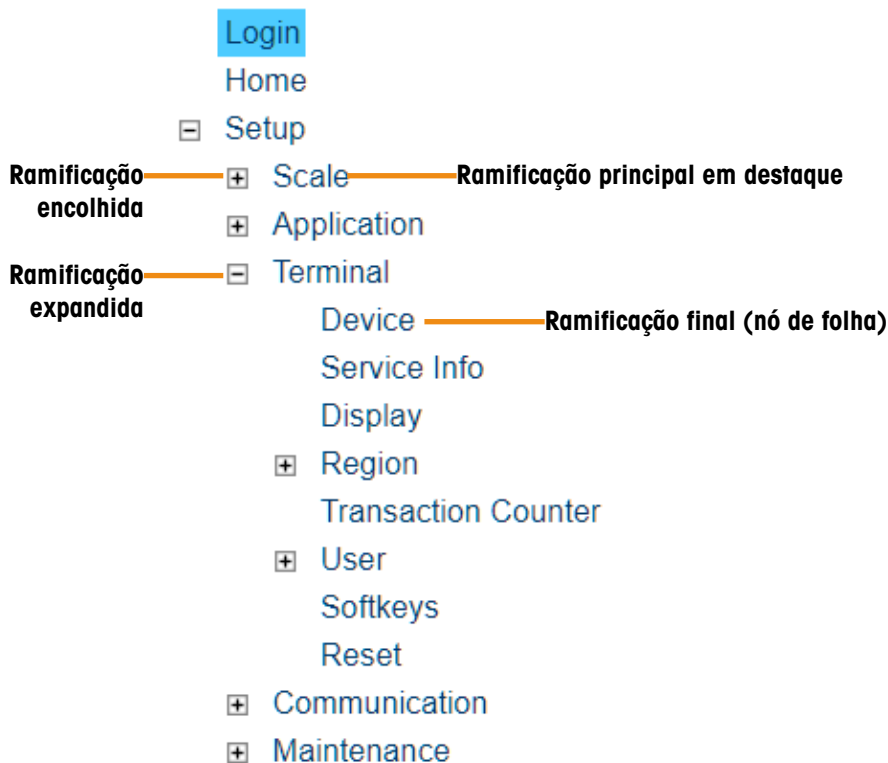 Login
Home
Setup
Ramificação
encolhida
Scale
Ramificação principal em destaque
Application
Ramificação
expandida
Terminal
Device
Ramificação final (nó de folha)
Service Info
Display
Region
Transaction Counter
User
Softkeys
Reset
Communication
Maintenance